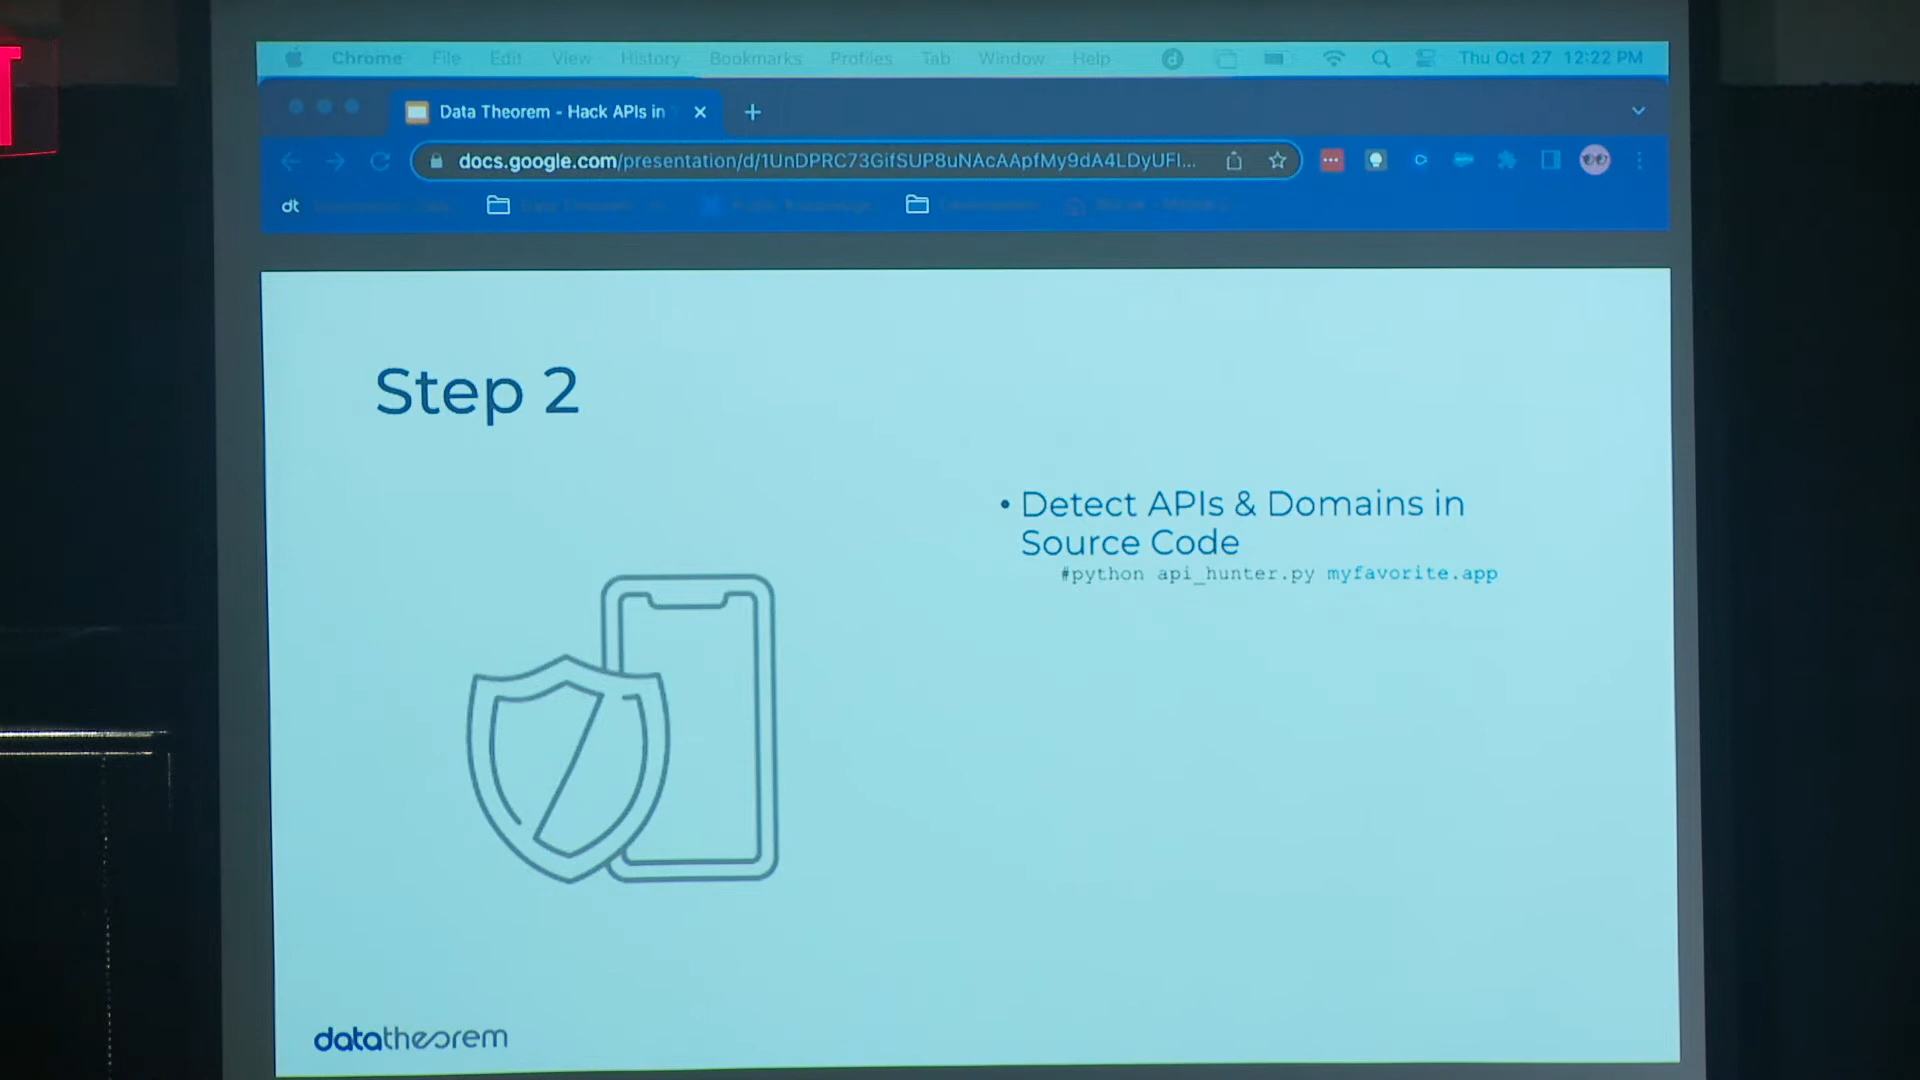 T
Chrome File Edit View History Bookmarks Profiles Tab Window Help Thu Oct 27 12:22 PM
Data Theorem - Hack APIs in
docs.google.com/presentation/d/1UnDPRC73GifSUP8uNAcAApfMy9dA4LDyUFI...
dt
Step 2
• Detect APIs & Domains in
Source Code
#python api_hunter.py myfavorite.app
datatheorem